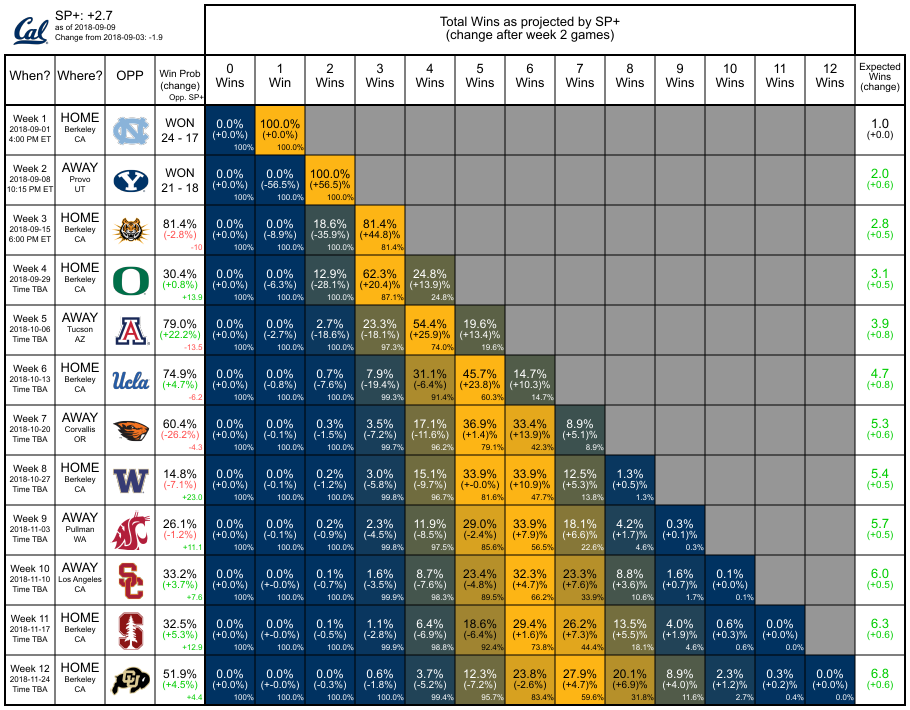 Cal
SP+: +2.7
as of 2018-09-09
Change from 2018-09-03: -1.9
Total Wins as projected by SP+
(change after week 2 games)
When? Where? OPP Win Prob (change) Opp. SP+ 0 Wins 1 Win 2 Wins 3 Wins 4 Wins 5 Wins 6 Wins 7 Wins 8 Wins 9 Wins 10 Wins 11 Wins 12 Wins Expected Wins (change)
Week 1 HOME
2018-09-01 Berkeley NC WON 0.0% 100.0% 1.0
4:00 PM ET CA 24 - 17 (+0.0%) (+0.0%) (+0.0)
100% 100.0%
Week 2 AWAY
2018-09-08 Provo Y WON 0.0% 0.0% 100.0% 2.0
10:15 PM ET UT 21 - 18 (+0.0%) (-56.5%) (+56.5)% (+0.6)
100% 100.0% 100.0%
Week 3 HOME
2018-09-15 Berkeley 81.4% 0.0% 0.0% 18.6% 81.4% 2.8
6:00 PM ET CA (-2.8%) (+0.0%) (-8.9%) (-35.9%) (+44.8)% (+0.5)
-10 100% 100.0% 100.0% 81.4%
Week 4 HOME
2018-09-29 Berkeley O 30.4% 0.0% 0.0% 12.9% 62.3% 24.8% 3.1
Time TBA CA (+0.8%) (+0.0%) (-6.3%) (-28.1%) (+20.4)% (+13.9)% (+0.5)
+13.9 100% 100.0% 100.0% 87.1% 24.8%
Week 5 AWAY
2018-10-06 Tucson A 79.0% 0.0% 0.0% 2.7% 23.3% 54.4% 19.6% 3.9
Time TBA AZ (+22.2%) (+0.0%) (-2.7%) (-18.6%) (-18.1%) (+25.9)% (+13.4)% (+0.8)
-13.5 100% 100.0% 100.0% 97.3% 74.0% 19.6%
Week 6 HOME
2018-10-13 Berkeley Ucla 74.9% 0.0% 0.0% 0.7% 7.9% 31.1% 45.7% 14.7% 4.7
Time TBA CA (+4.7%) (+0.0%) (-0.8%) (-7.6%) (-19.4%) (-6.4%) (+23.8)% (+10.3)% (+0.8)
-6.2 100% 100.0% 100.0% 99.3% 91.4% 60.3% 14.7%
Week 7 AWAY
2018-10-20 Corvallis 60.4% 0.0% 0.0% 0.3% 3.5% 17.1% 36.9% 33.4% 8.9% 5.3
Time TBA OR (-26.2%) (+0.0%) (-0.1%) (-1.5%) (-7.2%) (-11.6%) (+1.4)% (+13.9)% (+5.1)% (+0.6)
-4.3 100% 100.0% 100.0% 99.7% 96.2% 79.1% 42.3% 8.9%
Week 8 HOME
2018-10-27 Berkeley W 14.8% 0.0% 0.0% 0.2% 3.0% 15.1% 33.9% 33.9% 12.5% 1.3% 5.4
Time TBA CA (-7.1%) (+0.0%) (-0.1%) (-1.2%) (-5.8%) (-9.7%) (+-0.0%) (+10.9)% (+5.3)% (+0.5)% (+0.5)
+23.0 100% 100.0% 100.0% 99.8% 96.7% 81.6% 47.7% 13.8% 1.3%
Week 9 AWAY
2018-11-03 Pullman 26.1% 0.0% 0.0% 0.2% 2.3% 11.9% 29.0% 33.9% 18.1% 4.2% 0.3% 5.7
Time TBA WA (-1.2%) (+0.0%) (-0.1%) (-0.9%) (-4.5%) (-8.5%) (-2.4%) (+7.9)% (+6.6)% (+1.7)% (+0.1)% (+0.5)
+11.1 100% 100.0% 100.0% 99.8% 97.5% 85.6% 56.5% 22.6% 4.6% 0.3%
Week 10 AWAY
2018-11-10 Los Angeles SC 33.2% 0.0% 0.0% 0.1% 1.6% 8.7% 23.4% 32.3% 23.3% 8.8% 1.6% 0.1% 6.0
Time TBA CA (+3.7%) (+0.0%) (+-0.0%) (-0.7%) (-3.5%) (-7.6%) (-4.8%) (+4.7)% (+7.6)% (+3.6)% (+0.7)% (+0.0)% (+0.5)
+7.6 100% 100.0% 100.0% 99.9% 98.3% 89.5% 66.2% 33.9% 10.6% 1.7% 0.1%
Week 11 HOME
2018-11-17 Berkeley S 32.5% 0.0% 0.0% 0.1% 1.1% 6.4% 18.6% 29.4% 26.2% 13.5% 4.0% 0.6% 0.0% 6.3
Time TBA CA (+5.3%) (+0.0%) (+-0.0%) (-0.5%) (-2.8%) (-6.9%) (-6.4%) (+1.6)% (+7.3)% (+5.5)% (+1.9)% (+0.3)% (+0.0)% (+0.6)
+12.9 100% 100.0% 100.0% 99.9% 98.8% 92.4% 73.8% 44.4% 18.1% 4.6% 0.6% 0.0%
Week 12 HOME
2018-11-24 Berkeley CU 51.9% 0.0% 0.0% 0.0% 0.6% 3.7% 12.3% 23.8% 27.9% 20.1% 8.9% 2.3% 0.3% 0.0% 6.8
Time TBA CA (+4.5%) (+0.0%) (+-0.0%) (-0.3%) (-1.8%) (-5.2%) (-7.2%) (-2.6%) (+4.7)% (+6.9)% (+4.0)% (+1.2)% (+0.2)% (+0.0)% (+0.6)
+4.4 100% 100.0% 100.0% 100.0% 99.4% 95.7% 83.4% 59.6% 31.8% 11.6% 2.7% 0.4% 0.0%